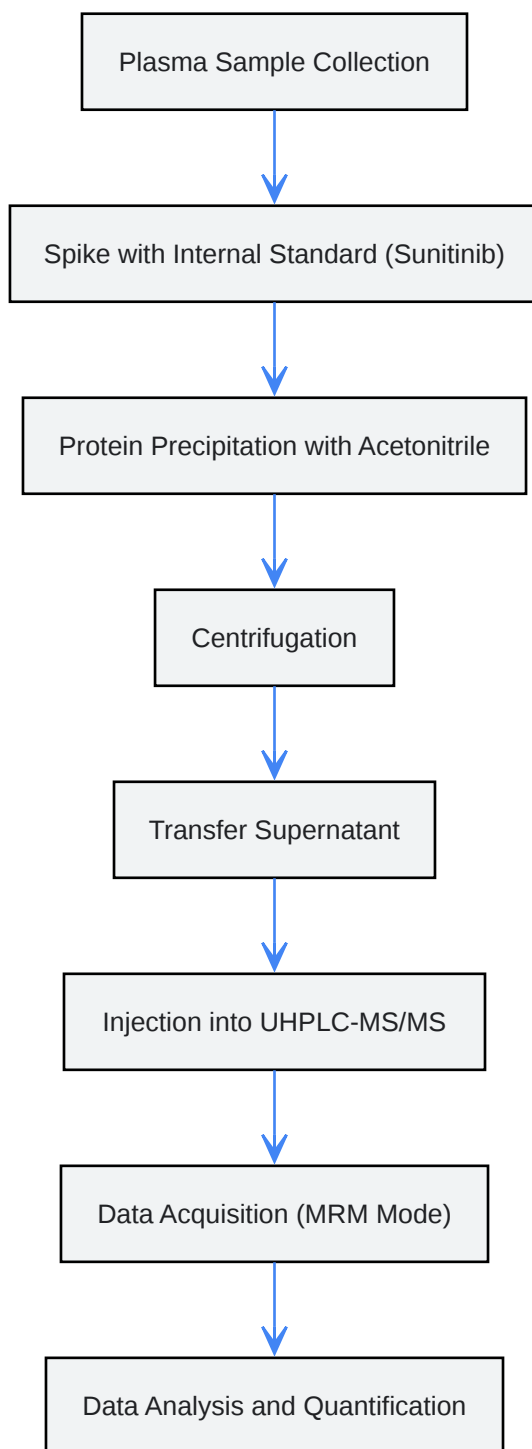 Plasma Sample Collection
Spike with Internal Standard (Sunitinib)
Protein Precipitation with Acetonitrile
Centrifugation
Transfer Supernatant
Injection into UHPLC-MS/MS
Data Acquisition (MRM Mode)
Data Analysis and Quantification